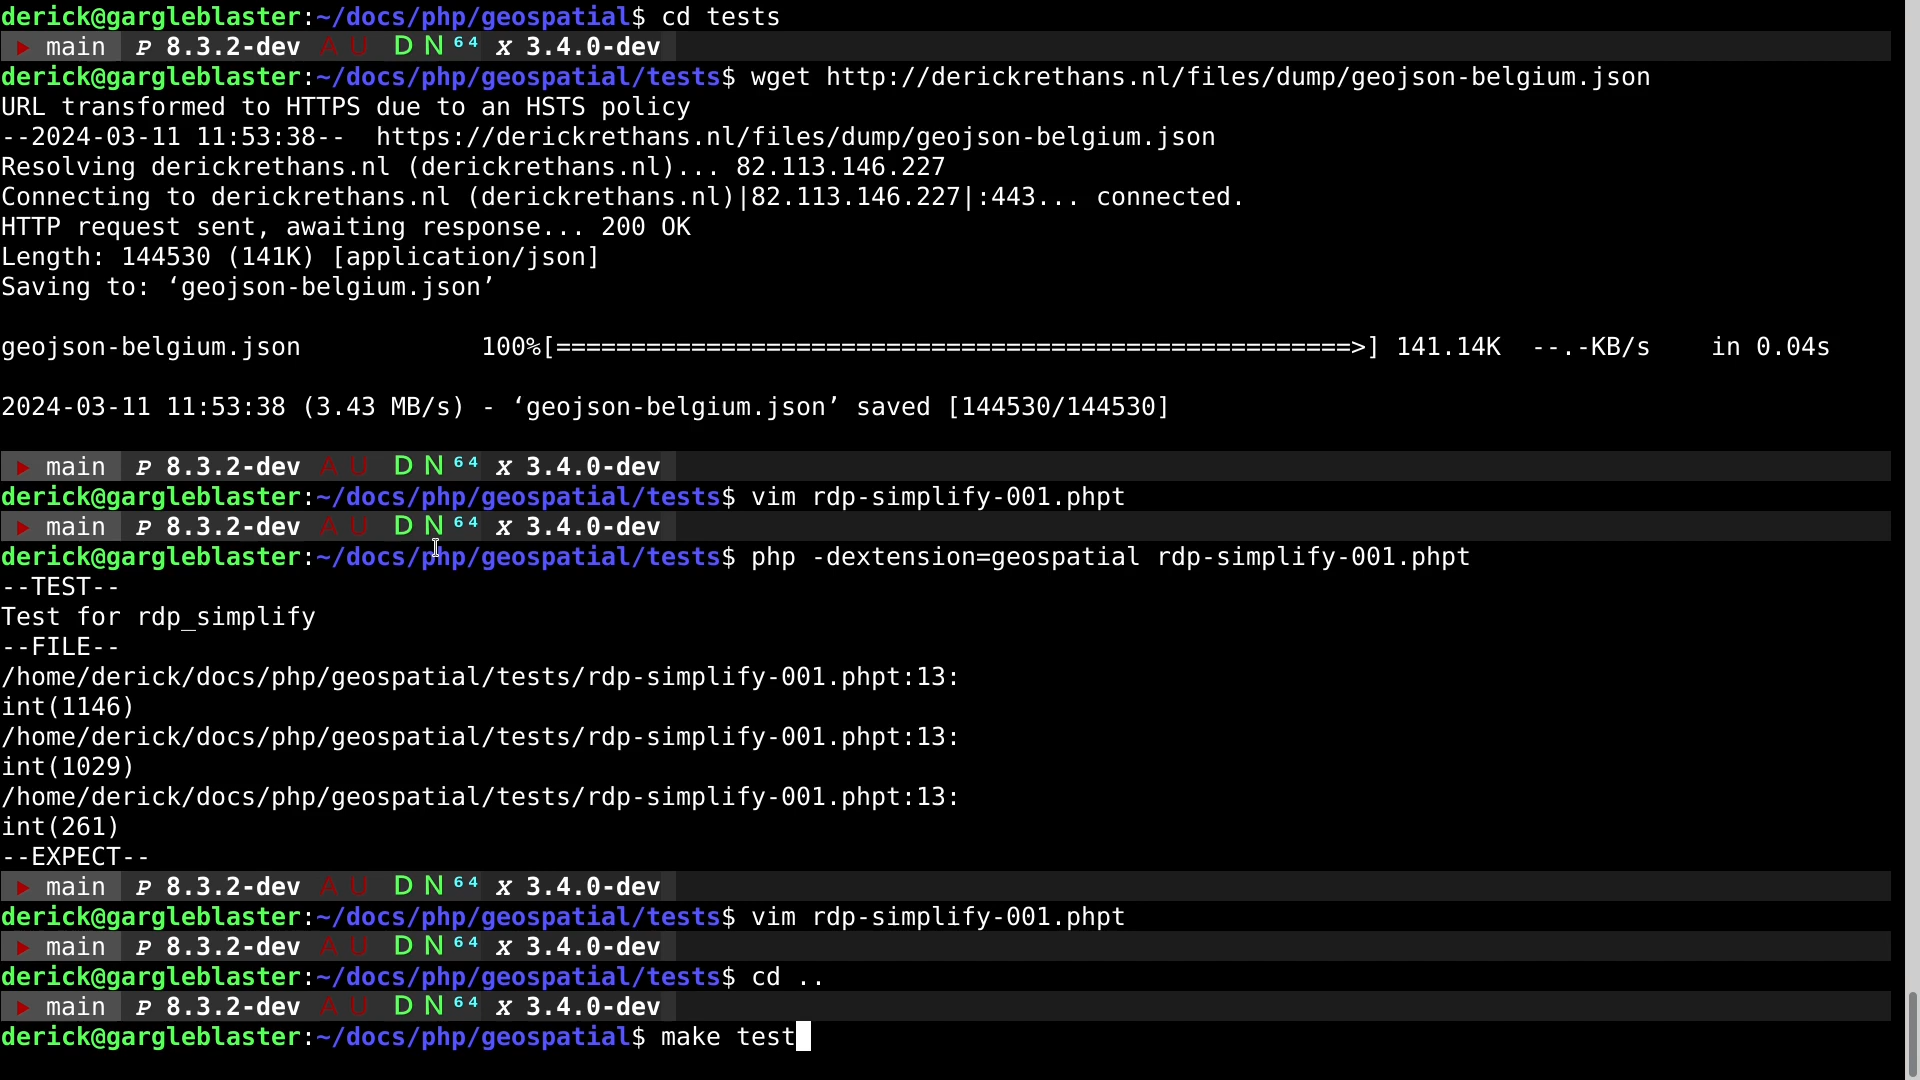 derick@gargleblaster:~/docs/php/geospatial$ cd tests
▶ main P 8.3.2-dev A U D N ⁶⁴ x 3.4.0-dev
derick@gargleblaster:~/docs/php/geospatial/tests$ wget http://derickrethans.nl/files/dump/geojson-belgium.json
URL transformed to HTTPS due to an HSTS policy
--2024-03-11 11:53:38--  https://derickrethans.nl/files/dump/geojson-belgium.json
Resolving derickrethans.nl (derickrethans.nl)... 82.113.146.227
Connecting to derickrethans.nl (derickrethans.nl)|82.113.146.227|:443... connected.
HTTP request sent, awaiting response... 200 OK
Length: 144530 (141K) [application/json]
Saving to: ‘geojson-belgium.json’
geojson-belgium.json            100%[=====================================================>] 141.14K  --.-KB/s    in 0.04s
2024-03-11 11:53:38 (3.43 MB/s) - ‘geojson-belgium.json’ saved [144530/144530]
▶ main P 8.3.2-dev A U D N ⁶⁴ x 3.4.0-dev
derick@gargleblaster:~/docs/php/geospatial/tests$ vim rdp-simplify-001.phpt
▶ main P 8.3.2-dev A U D N ⁶⁴ x 3.4.0-dev
derick@gargleblaster:~/docs/php/geospatial/tests$ php -dextension=geospatial rdp-simplify-001.phpt
--TEST--
Test for rdp_simplify
--FILE--
/home/derick/docs/php/geospatial/tests/rdp-simplify-001.phpt:13:
int(1146)
/home/derick/docs/php/geospatial/tests/rdp-simplify-001.phpt:13:
int(1029)
/home/derick/docs/php/geospatial/tests/rdp-simplify-001.phpt:13:
int(261)
--EXPECT--
▶ main P 8.3.2-dev A U D N ⁶⁴ x 3.4.0-dev
derick@gargleblaster:~/docs/php/geospatial/tests$ vim rdp-simplify-001.phpt
▶ main P 8.3.2-dev A U D N ⁶⁴ x 3.4.0-dev
derick@gargleblaster:~/docs/php/geospatial/tests$ cd ..
▶ main P 8.3.2-dev A U D N ⁶⁴ x 3.4.0-dev
derick@gargleblaster:~/docs/php/geospatial$ make test